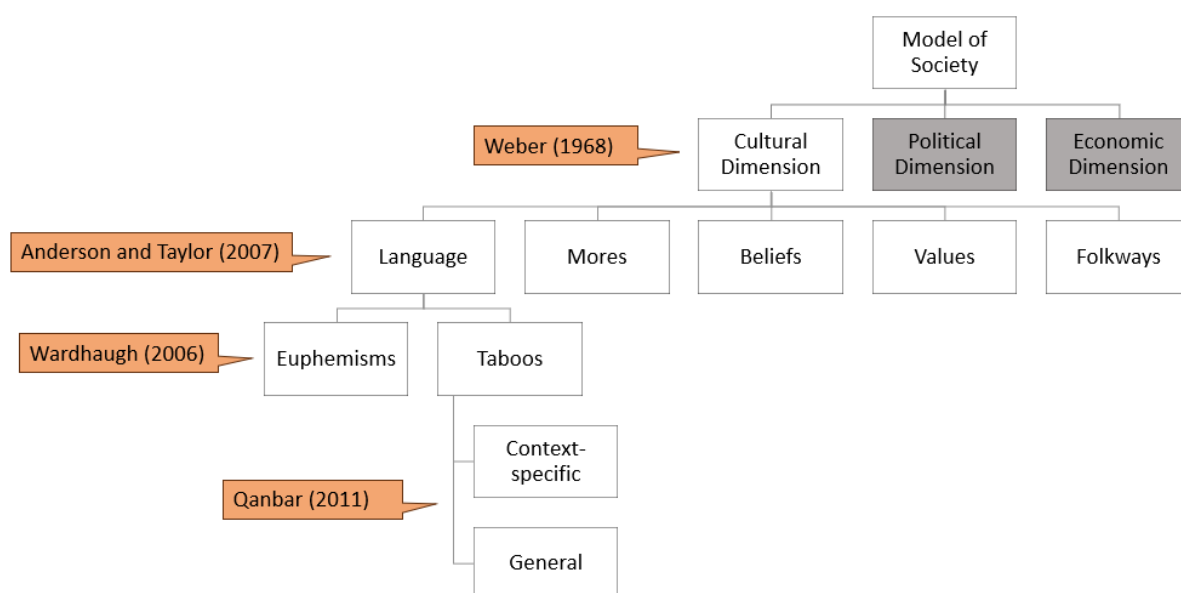 Model of
Society
Weber (1968)
Cultural
Dimension
Political
Dimension
Economic
Dimension
Anderson and Taylor (2007)
Language
Mores
Beliefs
Values
Folkways
Wardhaugh (2006)
Euphemisms
Taboos
Context-
specific
Qanbar (2011)
General